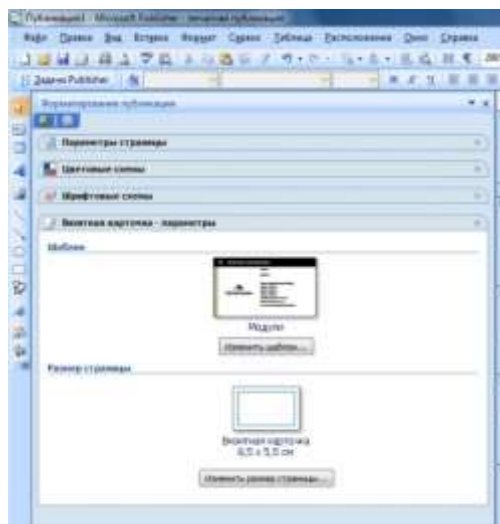 Публикация1 - Microsoft Publisher - печатная публикация
Файл Правка Вид Вставка Формат Сервис Таблица Расположение Окно Справка
Задачи Publisher
Ж К Ч
Форматирование публикации
Параметры страницы
Цветовые схемы
Шрифтовые схемы
Визитная карточка - параметры
Шаблон
Модули
Изменить шаблон...
Размер страницы
Визитная карточка
8,5 x 5,5 см
Изменить размер страницы...